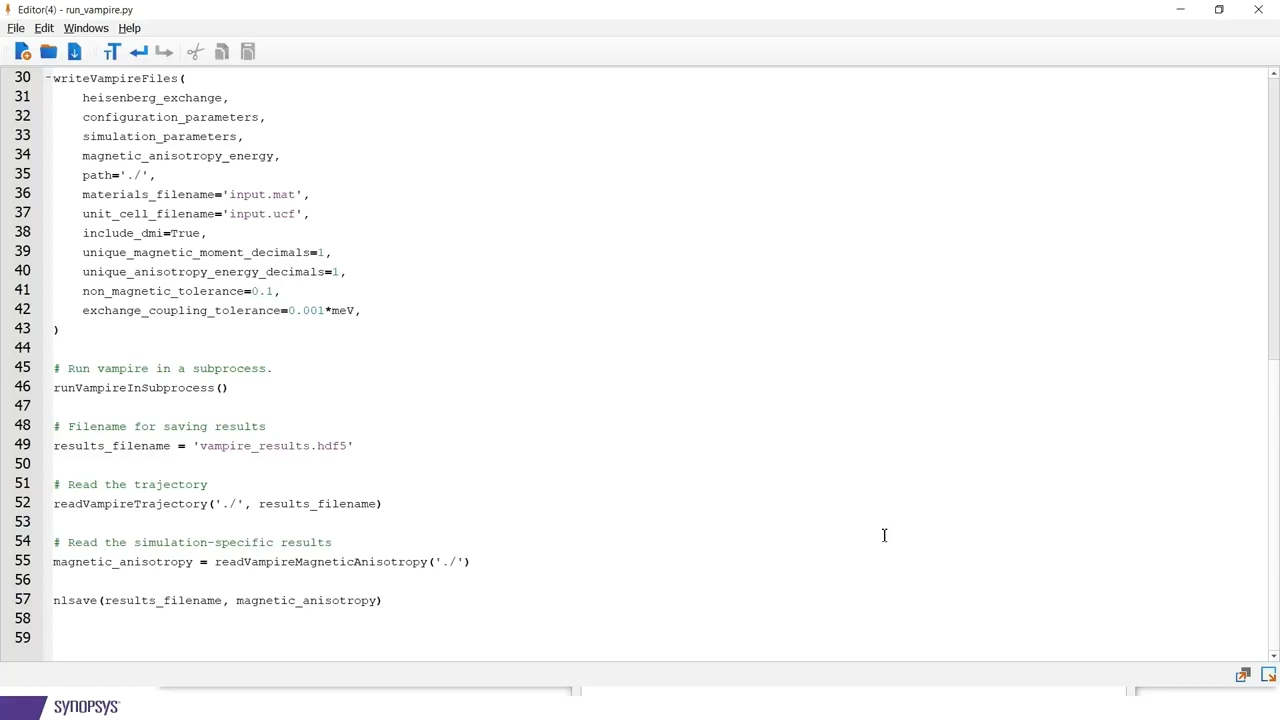 Editor(4) - run_vampire.py
File Edit Windows Help
30 writeVampireFiles(
31 heisenberg_exchange,
32 configuration_parameters,
33 simulation_parameters,
34 magnetic_anisotropy_energy,
35 path='./',
36 materials_filename='input.mat',
37 unit_cell_filename='input.ucf',
38 include_dmi=True,
39 unique_magnetic_moment_decimals=1,
40 unique_anisotropy_energy_decimals=1,
41 non_magnetic_tolerance=0.1,
42 exchange_coupling_tolerance=0.001*meV,
43 )
44
45 # Run vampire in a subprocess.
46 runVampireInSubprocess()
47
48 # Filename for saving results
49 results_filename = 'vampire_results.hdf5'
50
51 # Read the trajectory
52 readVampireTrajectory('./', results_filename)
53
54 # Read the simulation-specific results
55 magnetic_anisotropy = readVampireMagneticAnisotropy('./')
56
57 nlsave(results_filename, magnetic_anisotropy)
58
59
SYNOPSYS